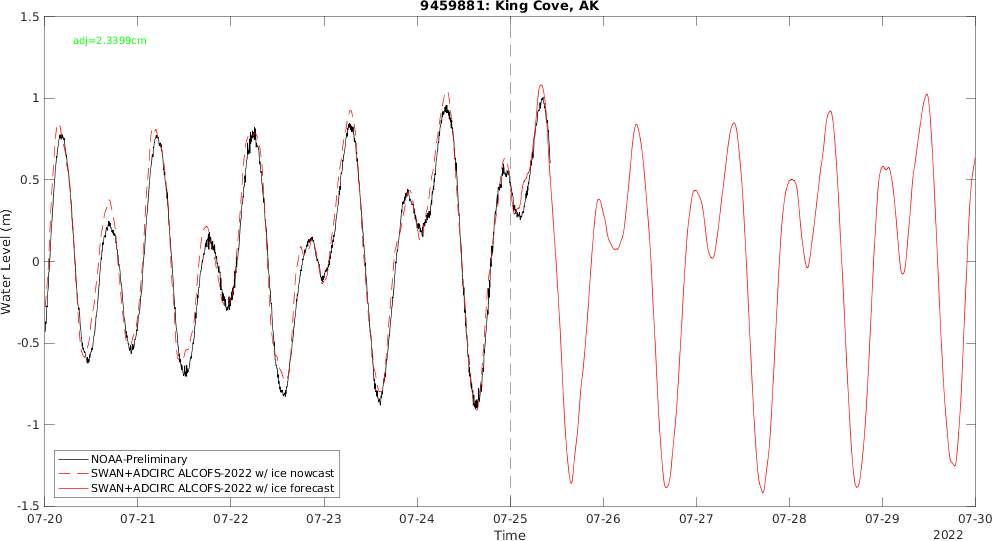 9459881: King Cove, AK
adj=2.3399cm
Water Level (m)
1.5
1
0.5
0
-0.5
-1
-1.5
NOAA-Preliminary
SWAN+ADCIRC ALCOFS-2022 w/ ice nowcast
SWAN+ADCIRC ALCOFS-2022 w/ ice forecast
07-20 07-21 07-22 07-23 07-24 07-25 07-26 07-27 07-28 07-29 07-30
Time
2022